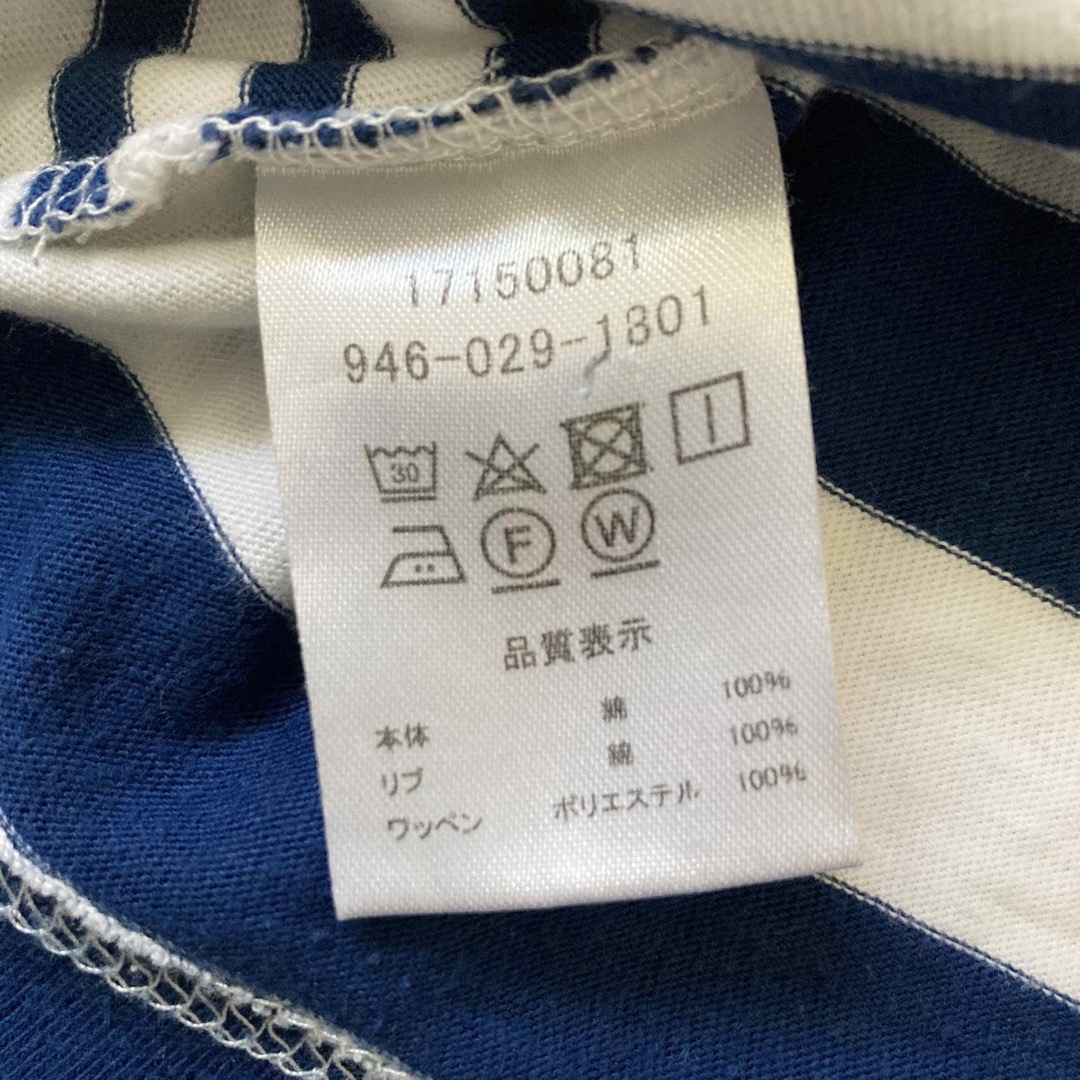 17150081
946-029-1801
30
F W
品質表示
本体 綿 100%
リブ 綿 100%
ワッペン ポリエステル 100%